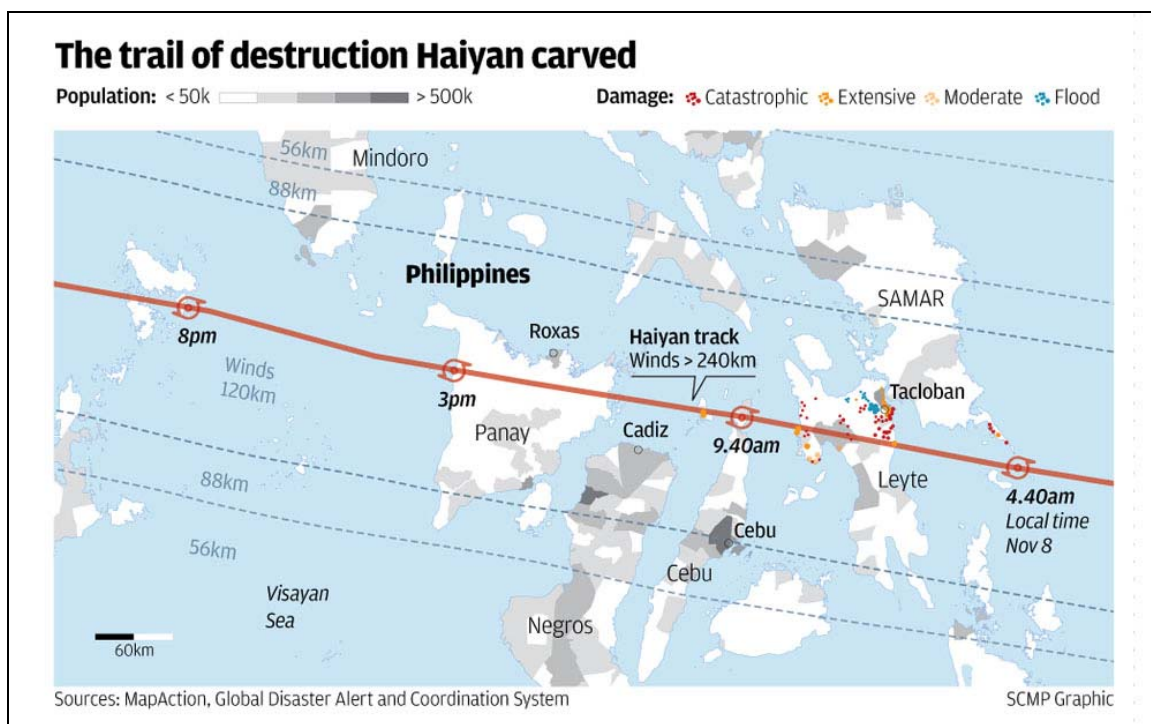 The trail of destruction Haiyan carved
Population: < 50k > 500k
Damage: Catastrophic Extensive Moderate Flood
56km
Mindoro
88km
Philippines
SAMAR
8pm
Roxas
Haiyan track
Winds > 240km
Winds
120km
3pm
Tacloban
Panay
Cadiz
9.40am
Leyte
4.40am
Local time
Nov 8
88km
Cebu
56km
Cebu
Visayan
Sea
Negros
60km
Sources: MapAction, Global Disaster Alert and Coordination System
SCMP Graphic